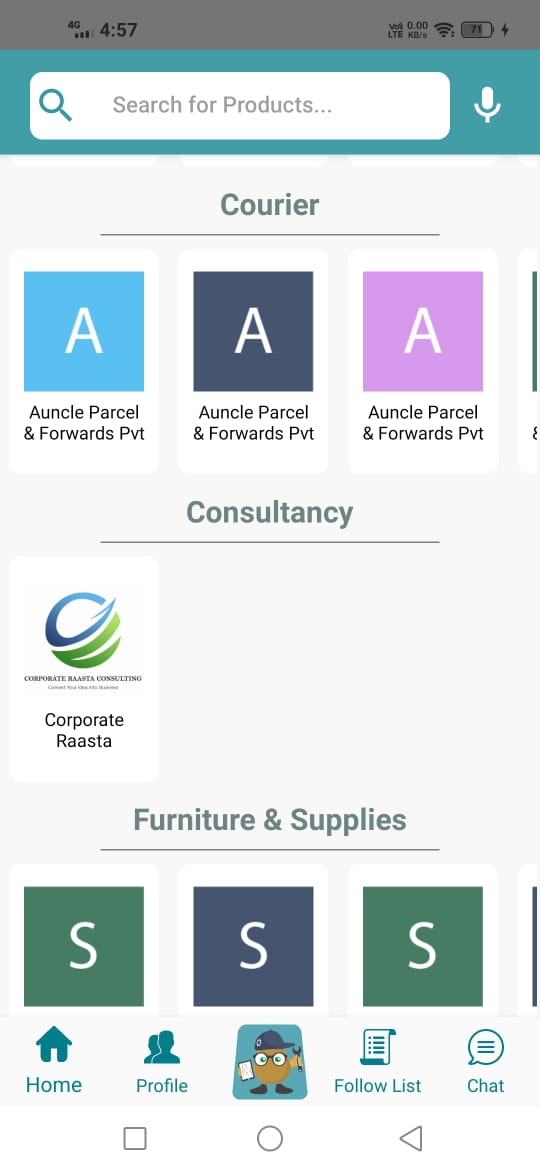 4G 4:57 Vo) 0.00 LTE KB/s 71
Search for Products...
Courier
A A A
Auncle Parcel Auncle Parcel Auncle Parcel
& Forwards Pvt & Forwards Pvt & Forwards Pvt
Consultancy
CORPORATE RAASTA CONSULTING
Convert Your Idea into Business
Corporate
Raasta
Furniture & Supplies
S S S
Home Profile Follow List Chat